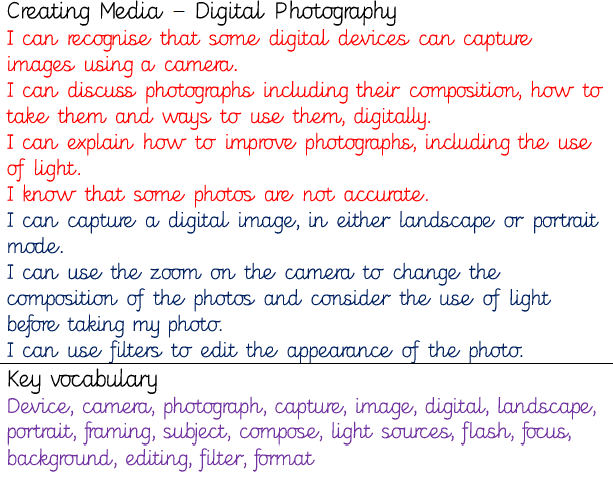 Creating Media – Digital Photography
I can recognise that some digital devices can capture
images using a camera.
I can discuss photographs including their composition, how to
take them and ways to use them, digitally.
I can explain how to improve photographs, including the use
of light.
I know that some photos are not accurate.
I can capture a digital image, in either landscape or portrait
mode.
I can use the zoom on the camera to change the
composition of the photos and consider the use of light
before taking my photo.
I can use filters to edit the appearance of the photo.
Key vocabulary
Device, camera, photograph, capture, image, digital, landscape,
portrait, framing, subject, compose, light sources, flash, focus,
background, editing, filter, format